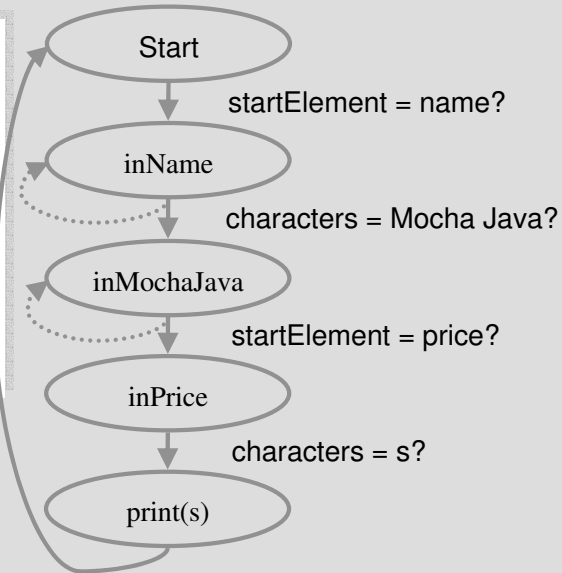 Start
startElement = name?
inName
characters = Mocha Java?
inMochaJava
startElement = price?
inPrice
characters = s?
print(s)